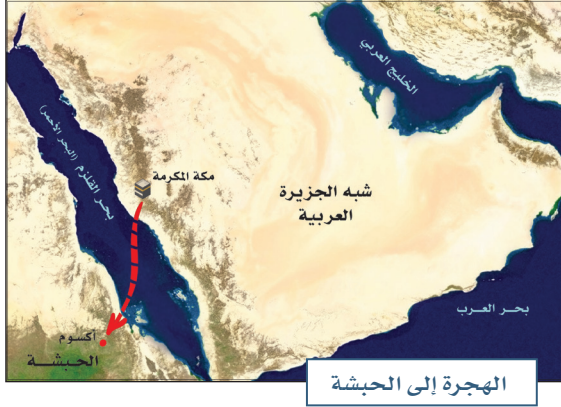 الخليج العربي
بحر القلزم (البحر الأحمر)
مكة المكرمة
شبه الجزيرة
العربية
بحر العرب
أكسوم
الحبشة
الهجرة إلى الحبشة